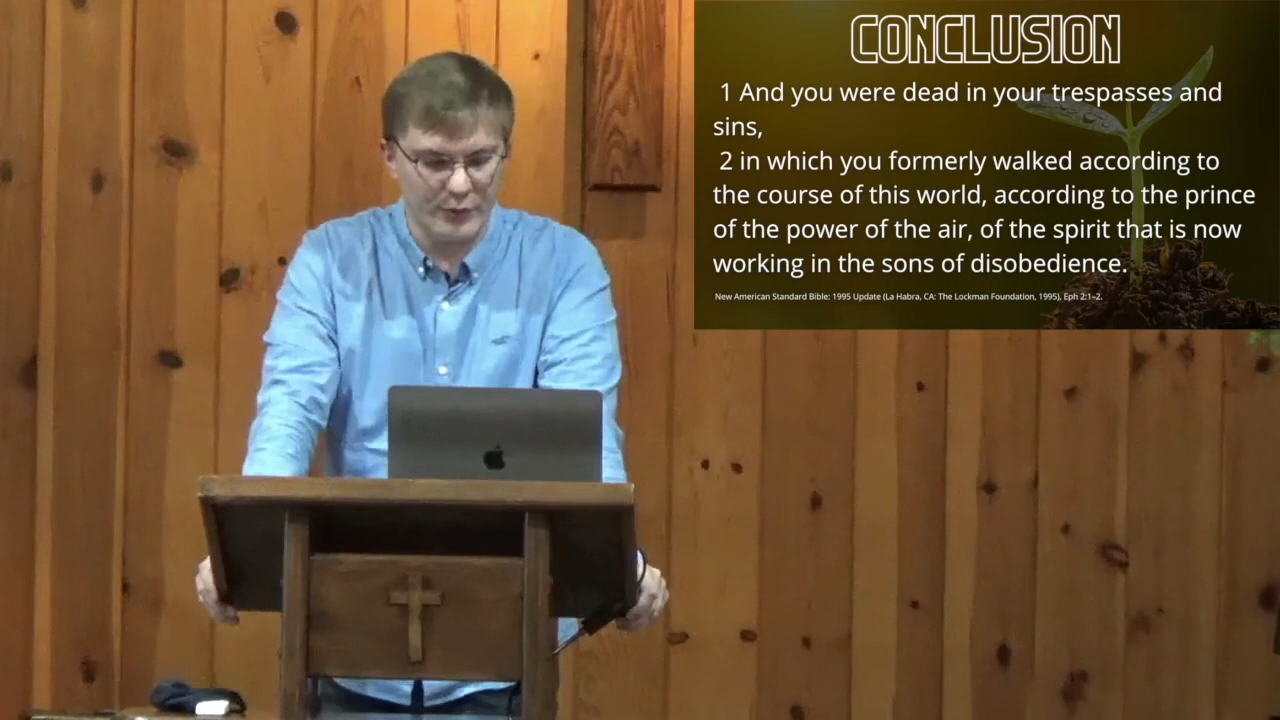 CONCLUSION
1 And you were dead in your trespasses and
sins,
2 in which you formerly walked according to
the course of this world, according to the prince
of the power of the air, of the spirit that is now
working in the sons of disobedience.
New American Standard Bible: 1995 Update (La Habra, CA: The Lockman Foundation, 1995), Eph 2:1–2.